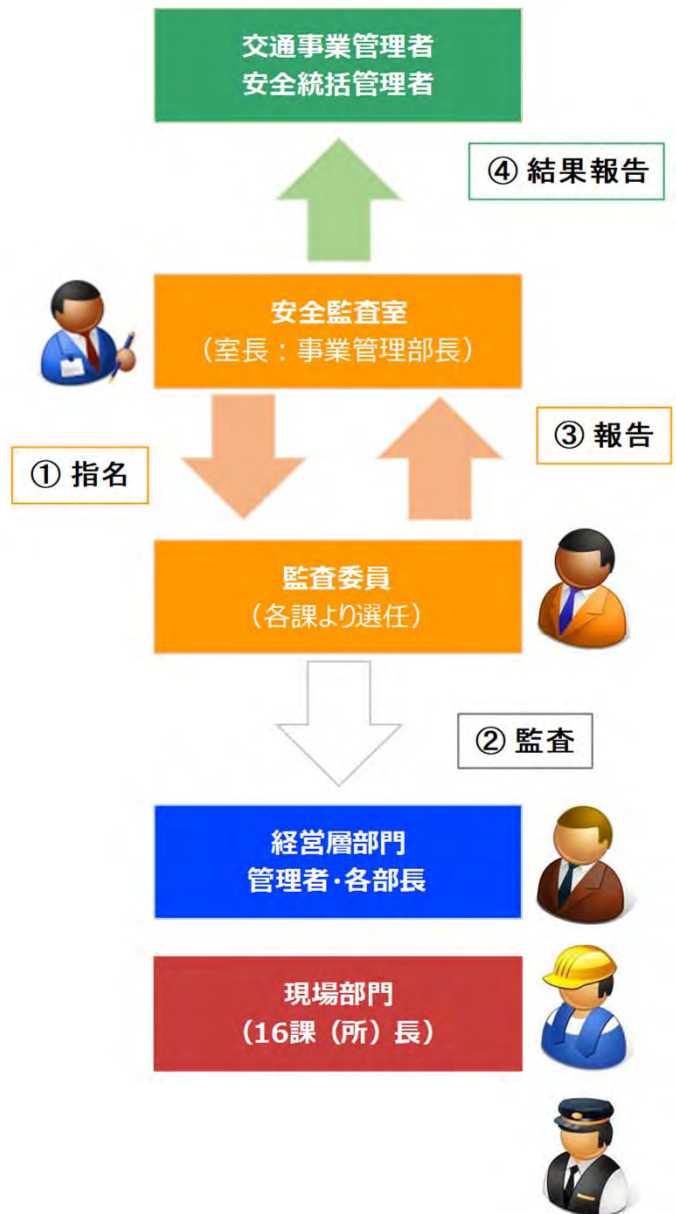 交通事業管理者
安全統括管理者
④ 結果報告
安全監査室
（室長：事業管理部長）
③ 報告
① 指名
監査委員
（各課より選任）
② 監査
経営層部門
管理者・各部長
現場部門
（16課（所）長）